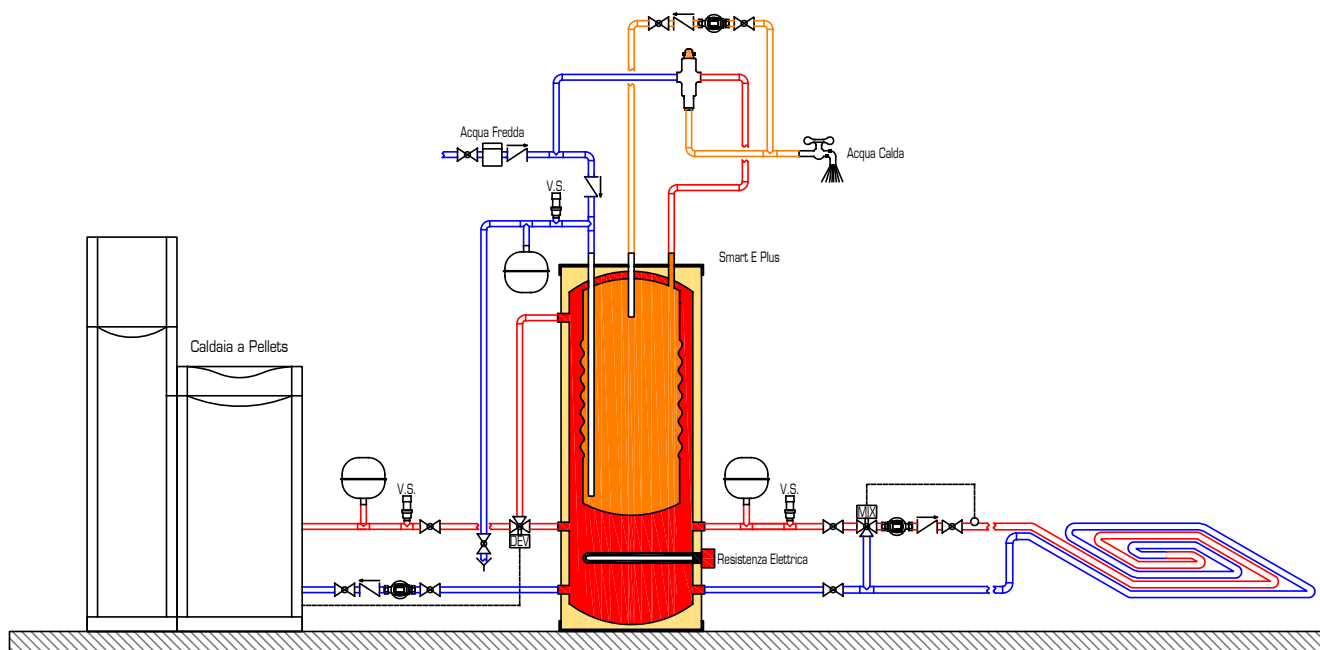 Acqua Fredda
Acqua Calda
V.S.
Smart E Plus
Caldaia a Pellets
V.S.
V.S.
MIX
DEV
Resistenza Elettrica